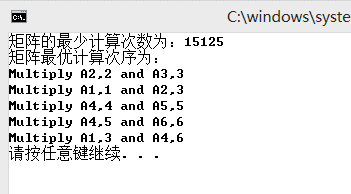 C:\windows\syste
矩阵的最少计算次数为：15125
矩阵最优计算次序为：
Multiply A2,2 and A3,3
Multiply A1,1 and A2,3
Multiply A4,4 and A5,5
Multiply A4,5 and A6,6
Multiply A1,3 and A4,6
请按任意键继续. . .